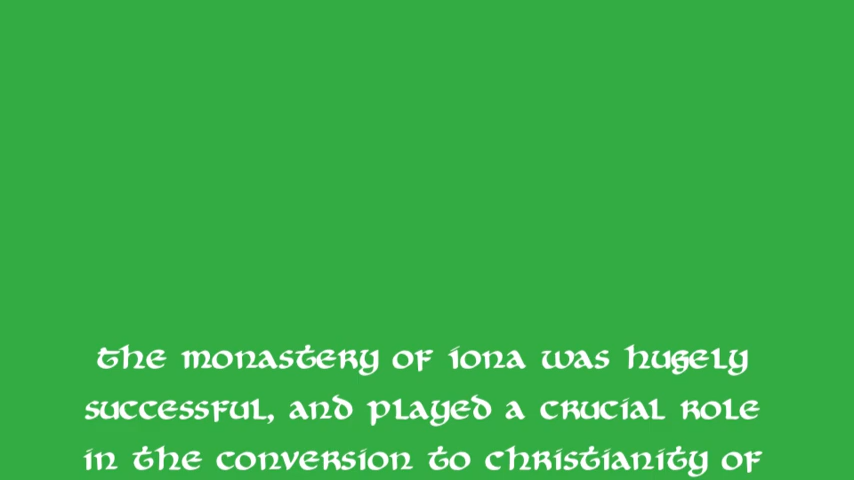 the monastery of iona was hugely
successful, and played a crucial role
in the conversion to christianity of